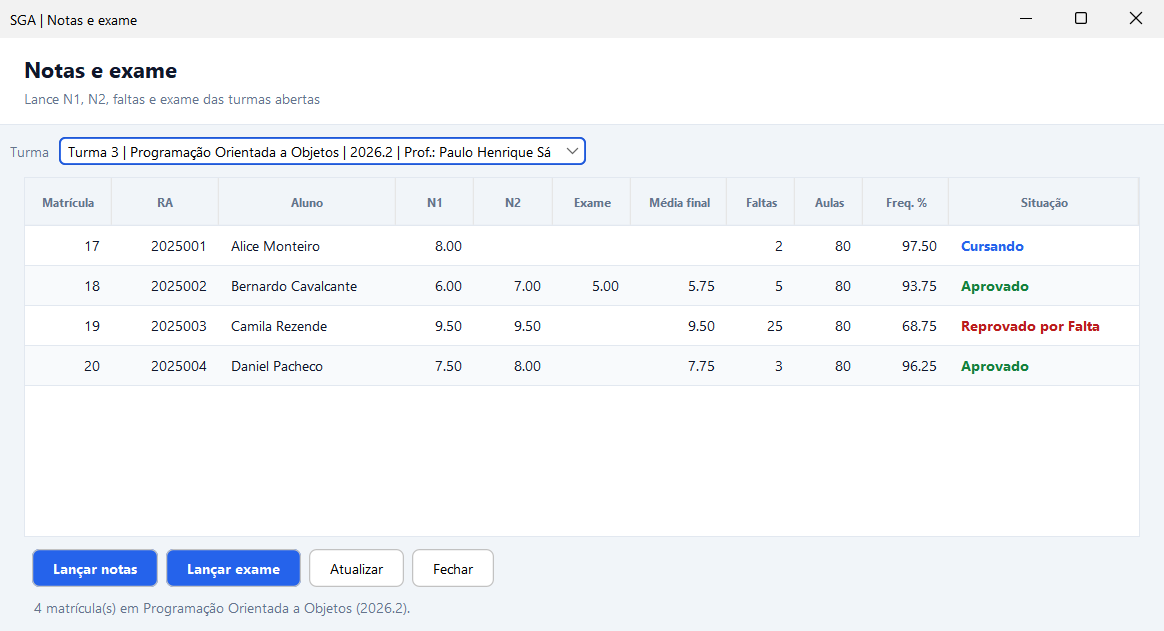 SGA | Notas e exame
Notas e exame
Lance N1, N2, faltas e exame das turmas abertas
Turma Turma 3 | Programação Orientada a Objetos | 2026.2 | Prof.: Paulo Henrique Sá
Matrícula RA Aluno N1 N2 Exame Média final Faltas Aulas Freq. % Situação
17 2025001 Alice Monteiro 8.00 2 80 97.50 Cursando
18 2025002 Bernardo Cavalcante 6.00 7.00 5.00 5.75 5 80 93.75 Aprovado
19 2025003 Camila Rezende 9.50 9.50 9.50 25 80 68.75 Reprovado por Falta
20 2025004 Daniel Pacheco 7.50 8.00 7.75 3 80 96.25 Aprovado
Lançar notas Lançar exame Atualizar Fechar
4 matrícula(s) em Programação Orientada a Objetos (2026.2).